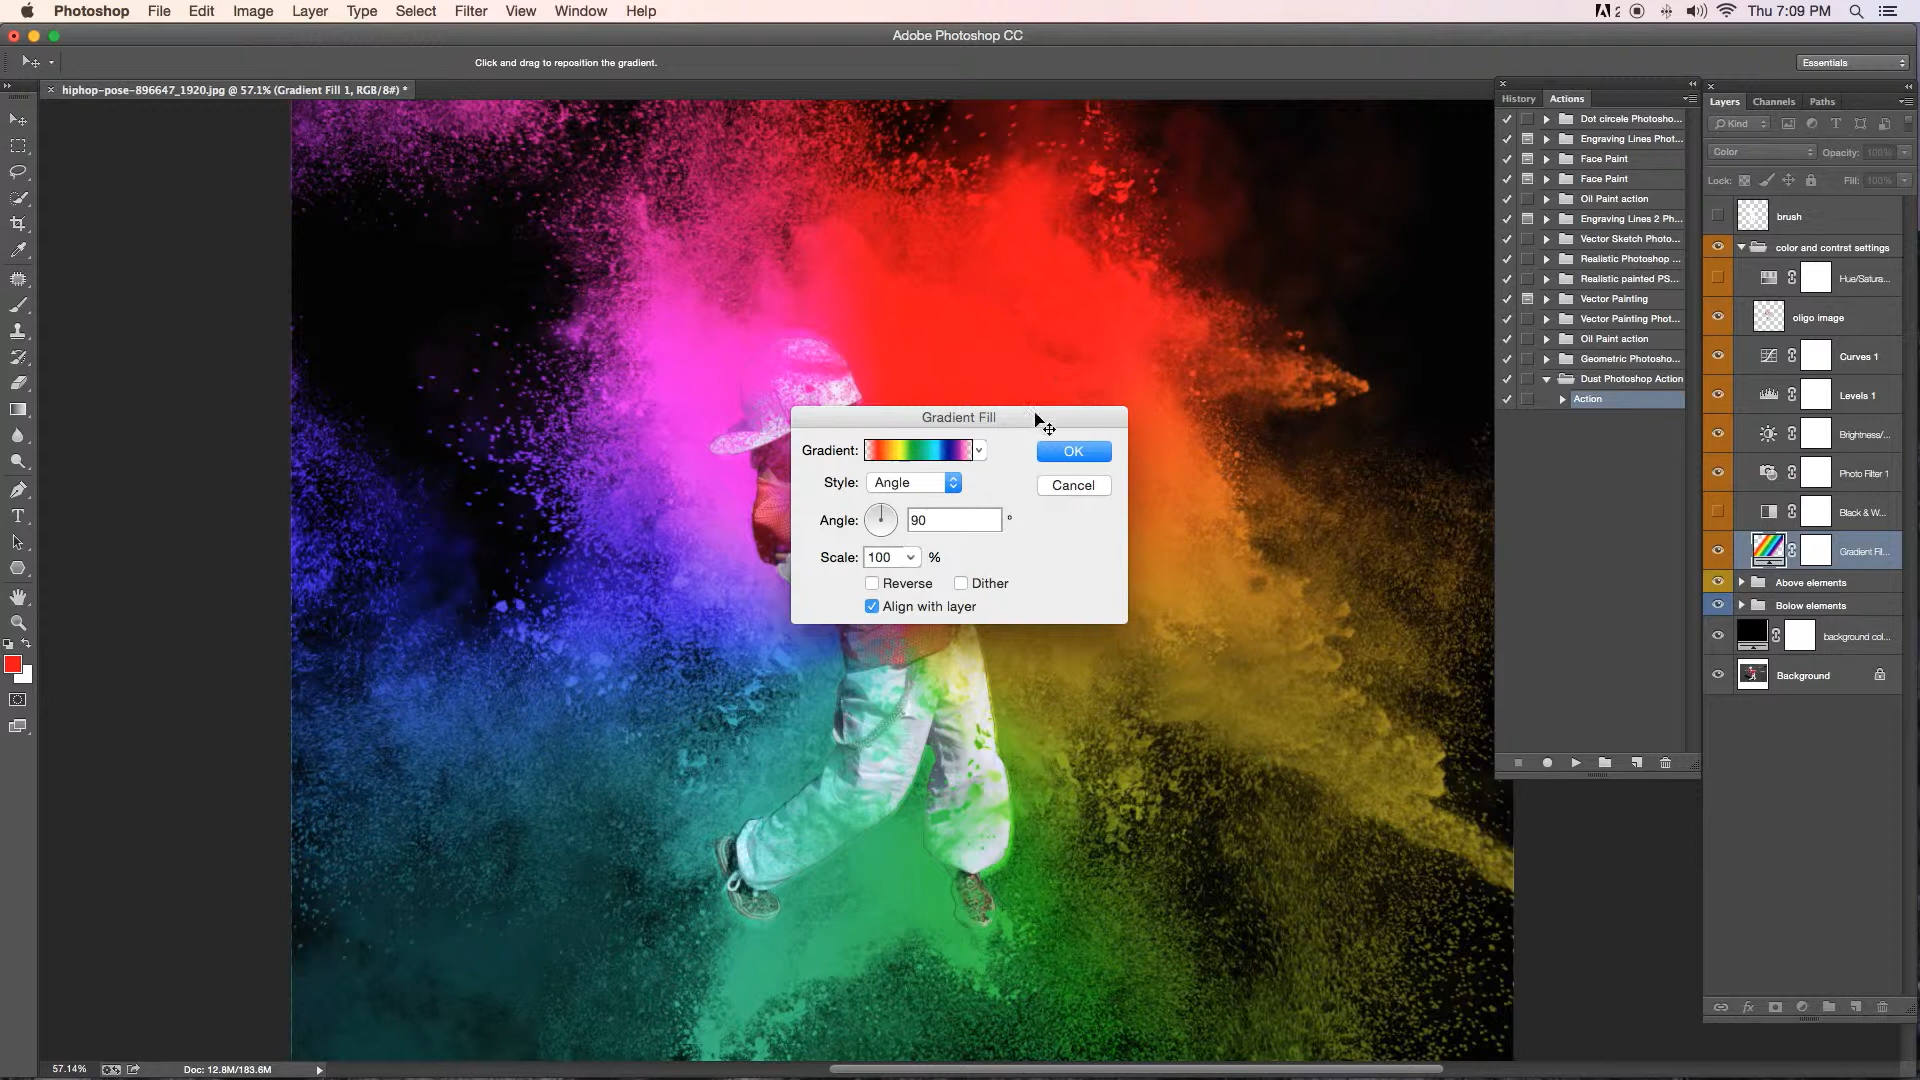 Photoshop File Edit Image Layer Type Select Filter View Window Help
2 Thu 7:09 PM
Adobe Photoshop CC
Click and drag to reposition the gradient.
Essentials
hiphop-pose-896647_1920.jpg @ 57.1% (Gradient Fill 1, RGB/8#) *
History Actions
Dot circele Photosho...
Engraving Lines Phot...
Face Paint
Face Paint
Oil Paint action
Engraving Lines 2 Ph...
Vector Sketch Photo...
Realistic Photoshop ...
Realistic painted PS...
Vector Painting
Vector Painting Phot...
Oil Paint action
Geometric Photosho...
Dust Photoshop Action
Action
Layers Channels Paths
Kind
Color Opacity: 100%
Lock: Fill: 100%
brush
color and contrst settings
Hue/Satura...
oligo image
Curves 1
Levels 1
Brightness/...
Photo Filter 1
Black & W...
Gradient Fill...
Above elements
Bolow elements
background col...
Background
Gradient Fill
Gradient:
OK
Style: Angle
Cancel
Angle: 90 °
Scale: 100 %
Reverse Dither
Align with layer
57.14% Doc: 12.8M/183.6M